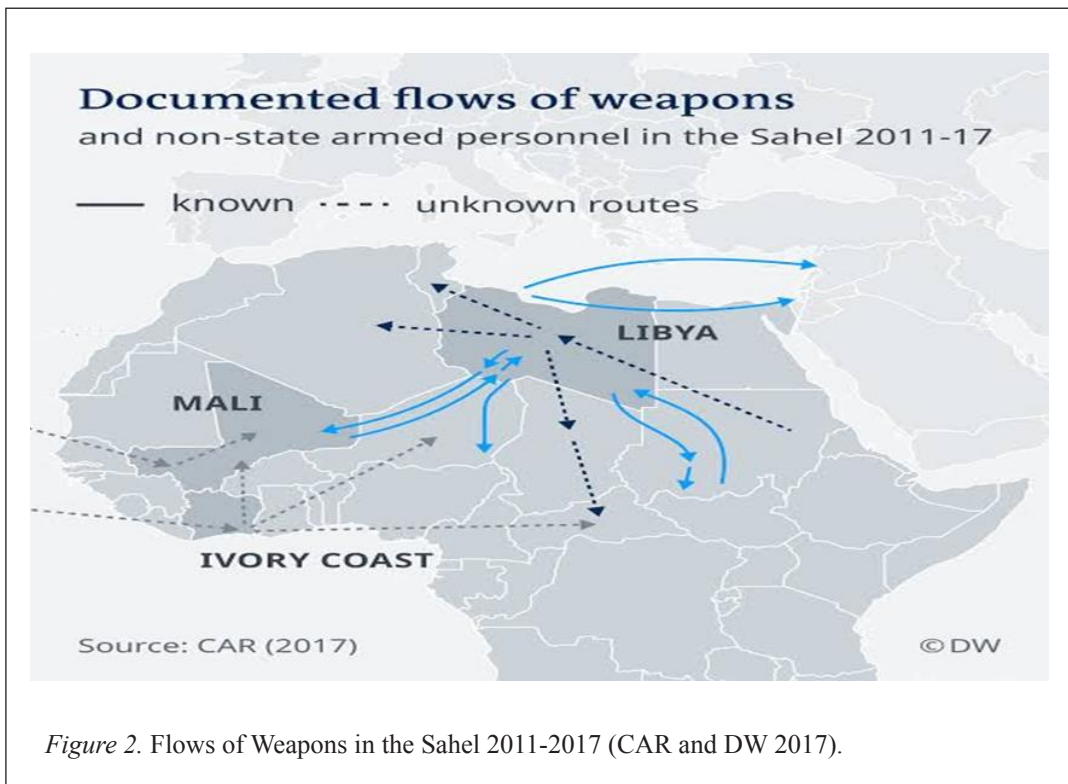 Documented flows of weapons
and non-state armed personnel in the Sahel 2011-17
known
unknown routes
LIBYA
MALI
IVORY COAST
Source: CAR (2017)
©DW
Figure 2. Flows of Weapons in the Sahel 2011-2017 (CAR and DW 2017).